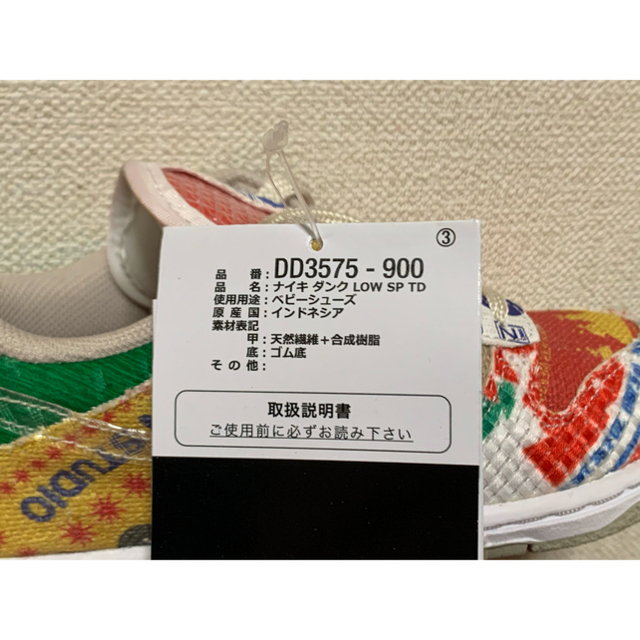 ③
品 番 : DD3575 - 900
品 名 : ナイキ ダンク LOW SP TD
使用用途 : ベビーシューズ
原 産 国 : インドネシア
素材表記
甲 : 天然繊維＋合成樹脂
底 : ゴム底
そ の 他 :
取扱説明書
ご使用前に必ずお読み下さい
STUDIO